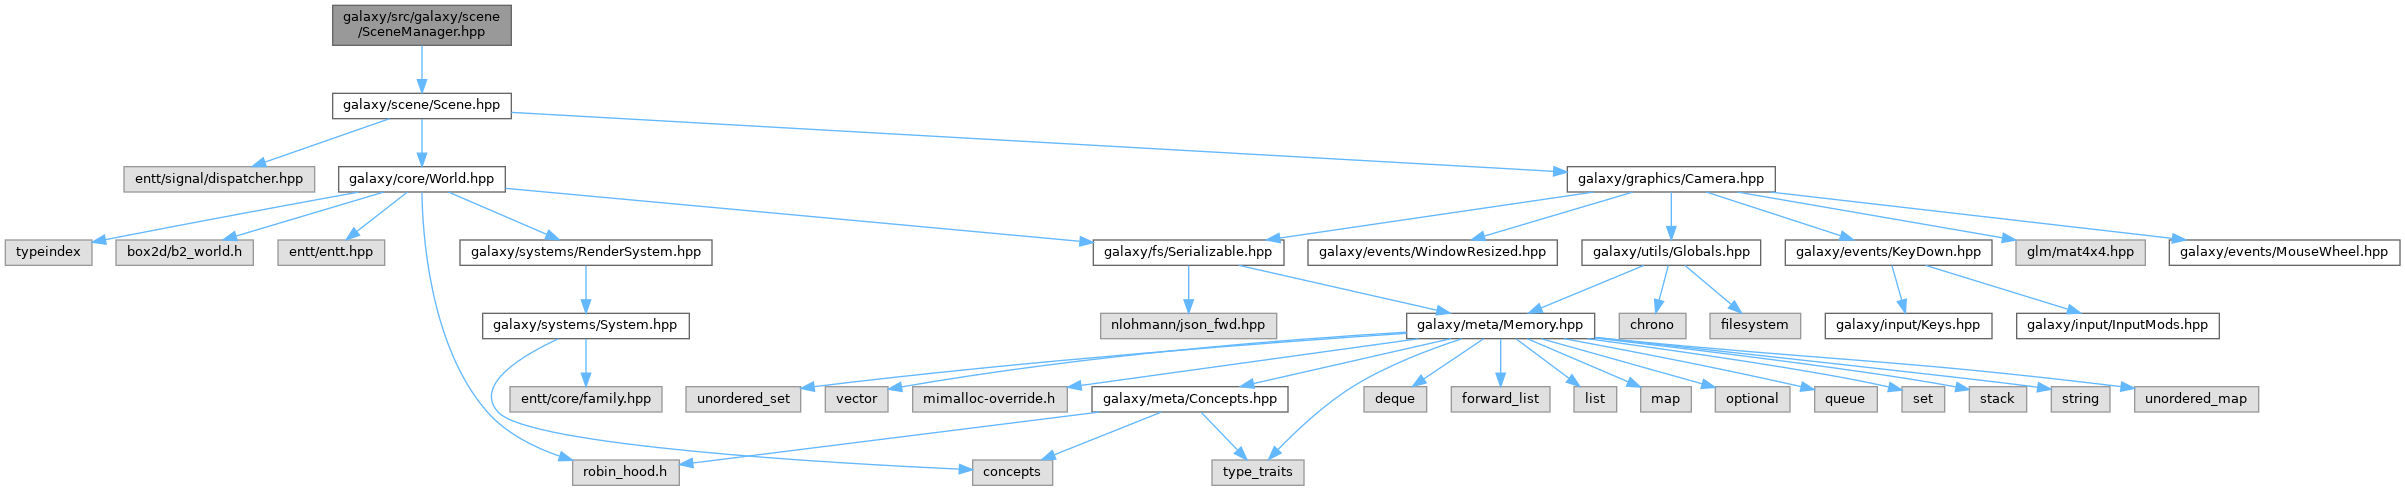 galaxy/src/galaxy/scene
/SceneManager.hpp
galaxy/scene/Scene.hpp
entt/signal/dispatcher.hpp
galaxy/core/World.hpp
galaxy/graphics/Camera.hpp
typeindex
box2d/b2_world.h
entt/entt.hpp
galaxy/systems/RenderSystem.hpp
galaxy/fs/Serializable.hpp
galaxy/events/WindowResized.hpp
galaxy/utils/Globals.hpp
galaxy/events/KeyDown.hpp
glm/mat4x4.hpp
galaxy/events/MouseWheel.hpp
galaxy/systems/System.hpp
nlohmann/json_fwd.hpp
galaxy/meta/Memory.hpp
chrono
filesystem
galaxy/input/Keys.hpp
galaxy/input/InputMods.hpp
entt/core/family.hpp
unordered_set
vector
mimalloc-override.h
galaxy/meta/Concepts.hpp
deque
forward_list
list
map
optional
queue
set
stack
string
unordered_map
robin_hood.h
concepts
type_traits